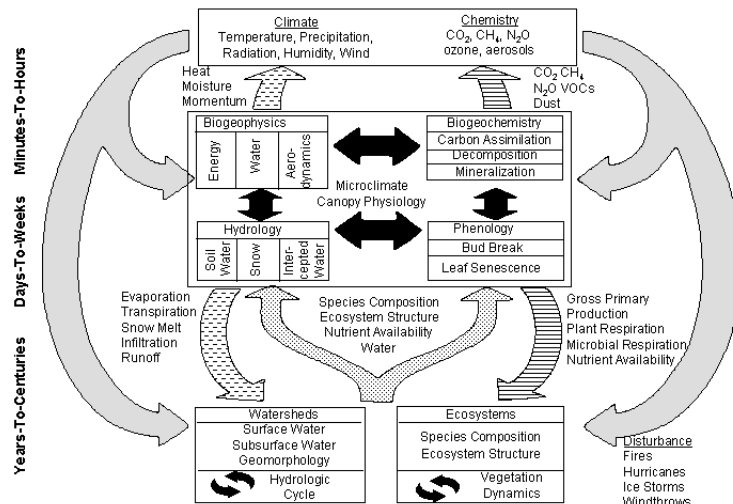 Climate
Temperature, Precipitation,
Radiation, Humidity, Wind
Chemistry
CO2, CH4, N2O
ozone, aerosols
Minutes-To-Hours
Heat
Moisture
Momentum
CO2 CH4
N2O VOCs
Dust
Biogeophysics
Energy
Water
Aero-
dynamics
Biogeochemistry
Carbon Assimilation
Decomposition
Mineralization
Microclimate
Canopy Physiology
Days-To-Weeks
Hydrology
Soil
Water
Snow
Inter-
cepted
Water
Phenology
Bud Break
Leaf Senescence
Evaporation
Transpiration
Snow Melt
Infiltration
Runoff
Species Composition
Ecosystem Structure
Nutrient Availability
Water
Gross Primary
Production
Plant Respiration
Microbial Respiration
Nutrient Availability
Years-To-Centuries
Watersheds
Surface Water
Subsurface Water
Geomorphology
Hydrologic
Cycle
Ecosystems
Species Composition
Ecosystem Structure
Vegetation
Dynamics
Disturbance
Fires
Hurricanes
Ice Storms
Windthrows